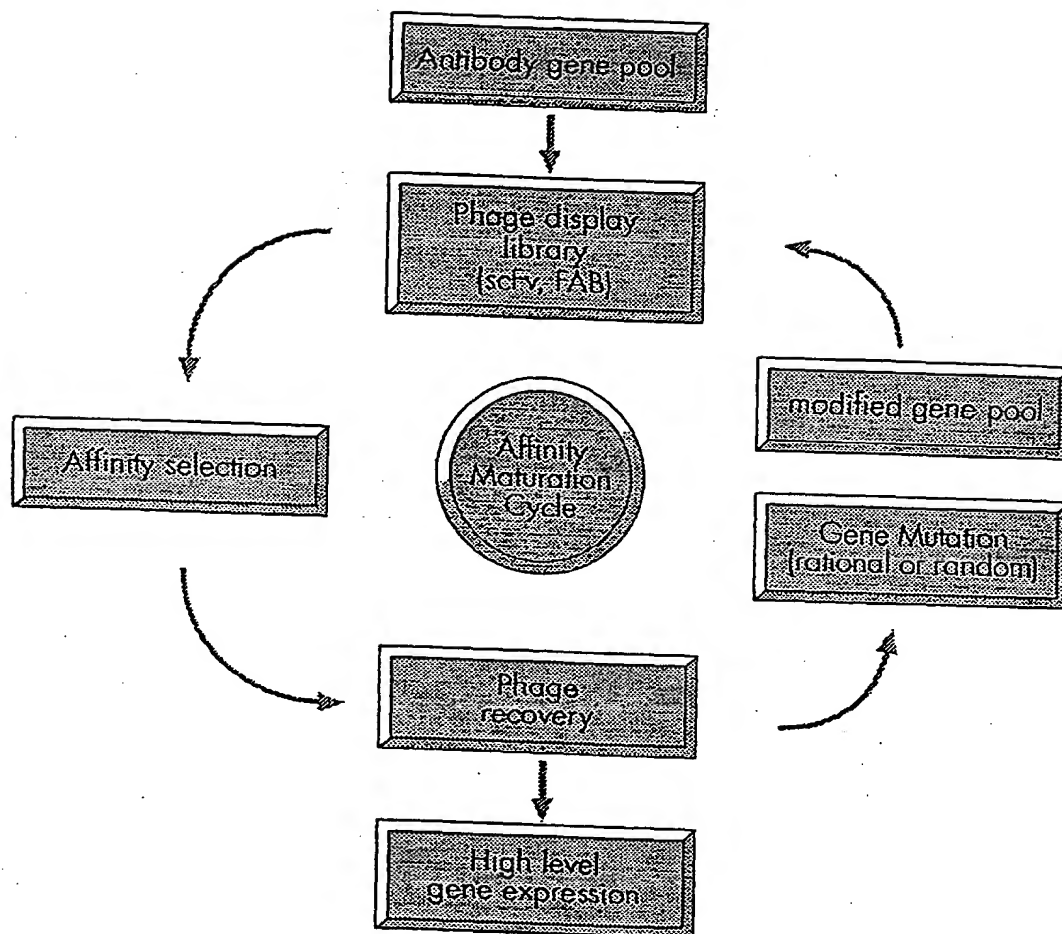 Antibody gene pool
Phage display
library
(scFv, FAB)
modified gene pool
Affinity selection
Affinity
Maturation
Cycle
Gene Mutation
(rational or random)
Phage
recovery
High level
gene expression